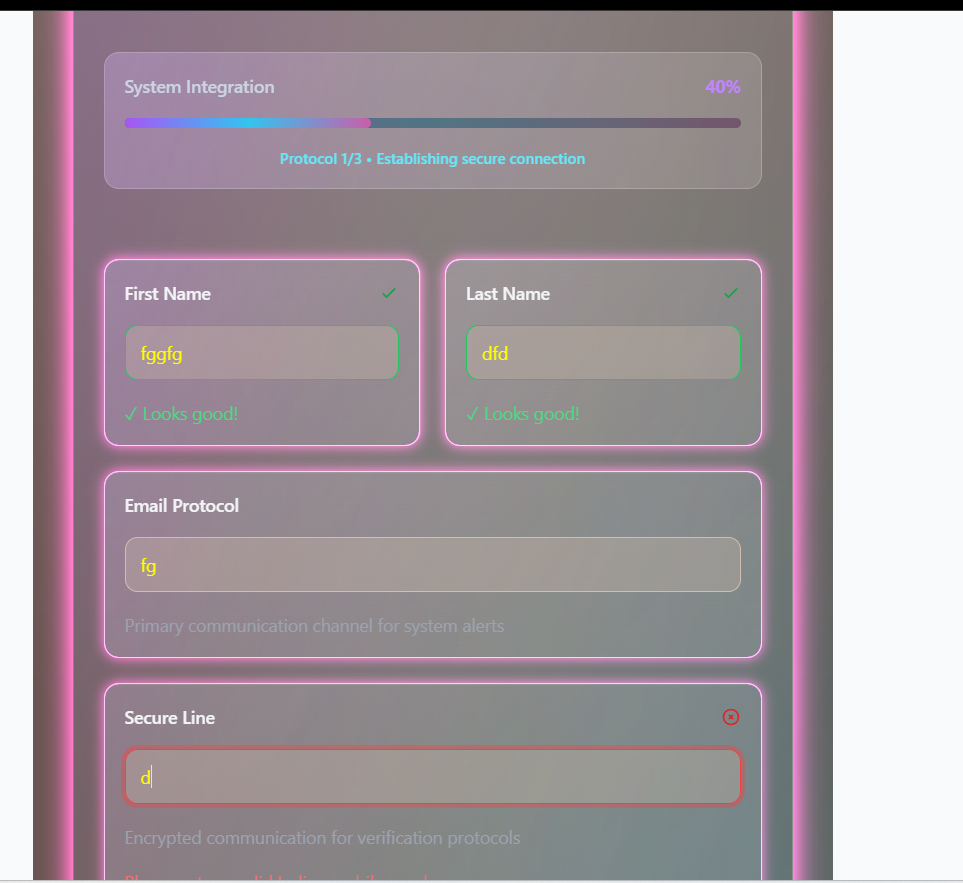 System Integration 40%
Protocol 1/3 • Establishing secure connection
First Name
fggfg
✓ Looks good!
Last Name
dfd
✓ Looks good!
Email Protocol
fg
Primary communication channel for system alerts
Secure Line
d
Encrypted communication for verification protocols